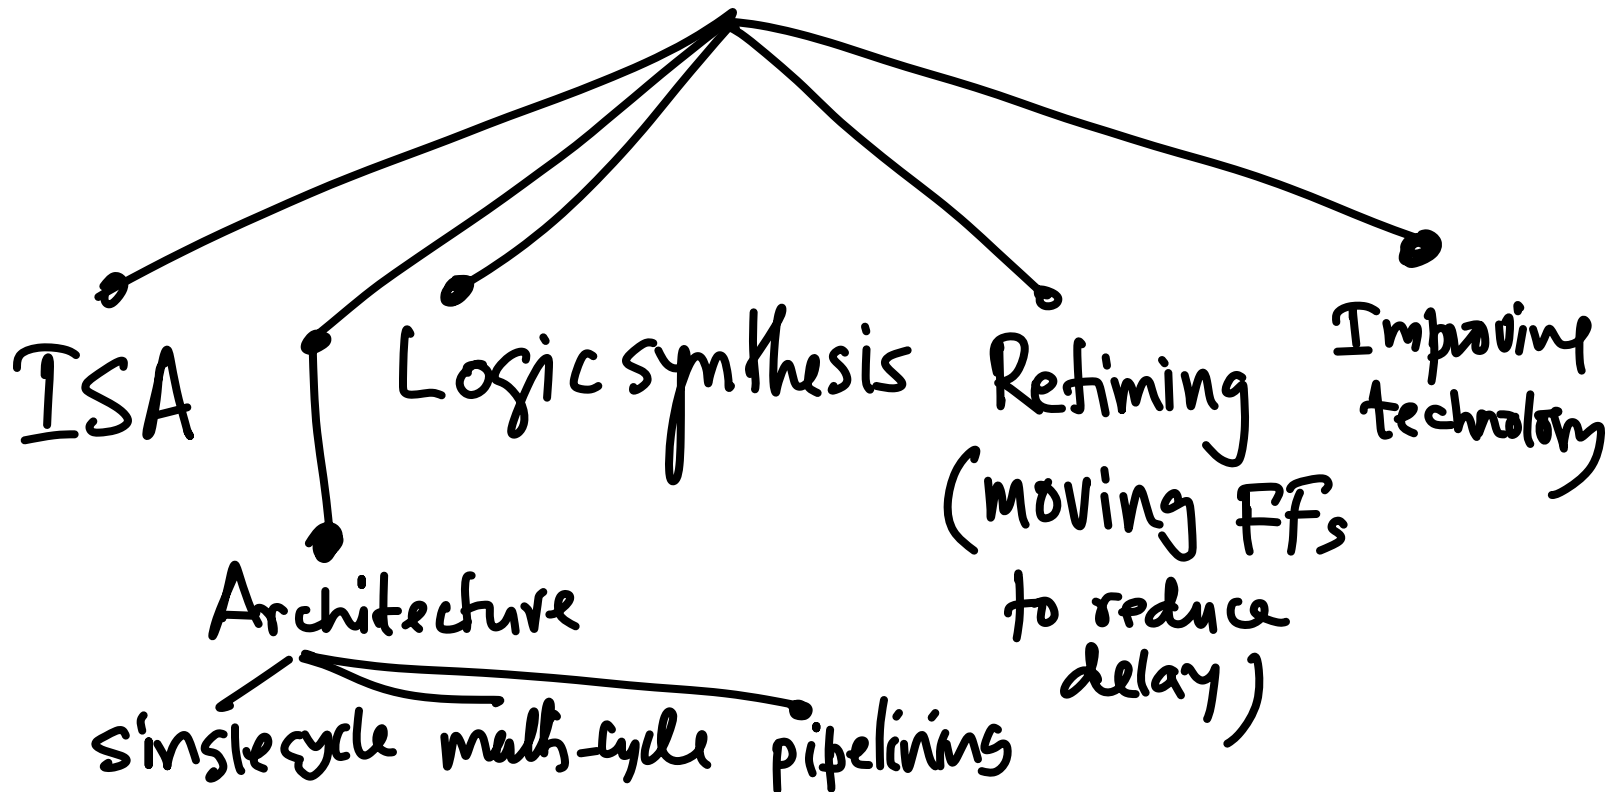 ISA
Logic synthesis
Retiming
(moving FFs
to reduce
delay)
Improving
technology
Architecture
single cycle multi-cycle pipelining